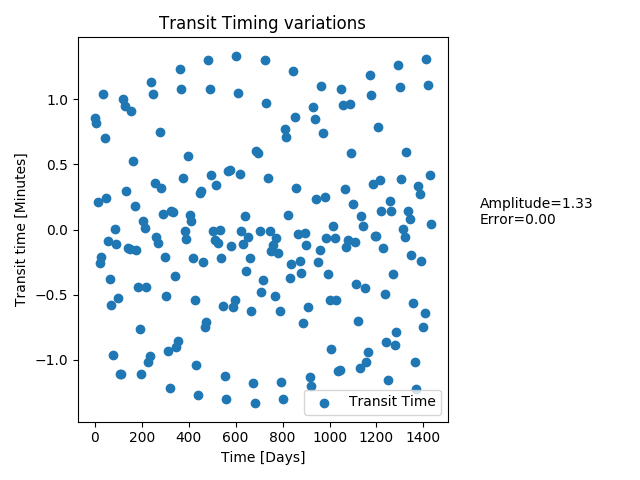 Transit Timing variations
Transit time [Minutes]
1.0
0.5
0.0
−0.5
−1.0
0 200 400 600 800 1000 1200 1400
Time [Days]
Transit Time
Amplitude=1.33
Error=0.00